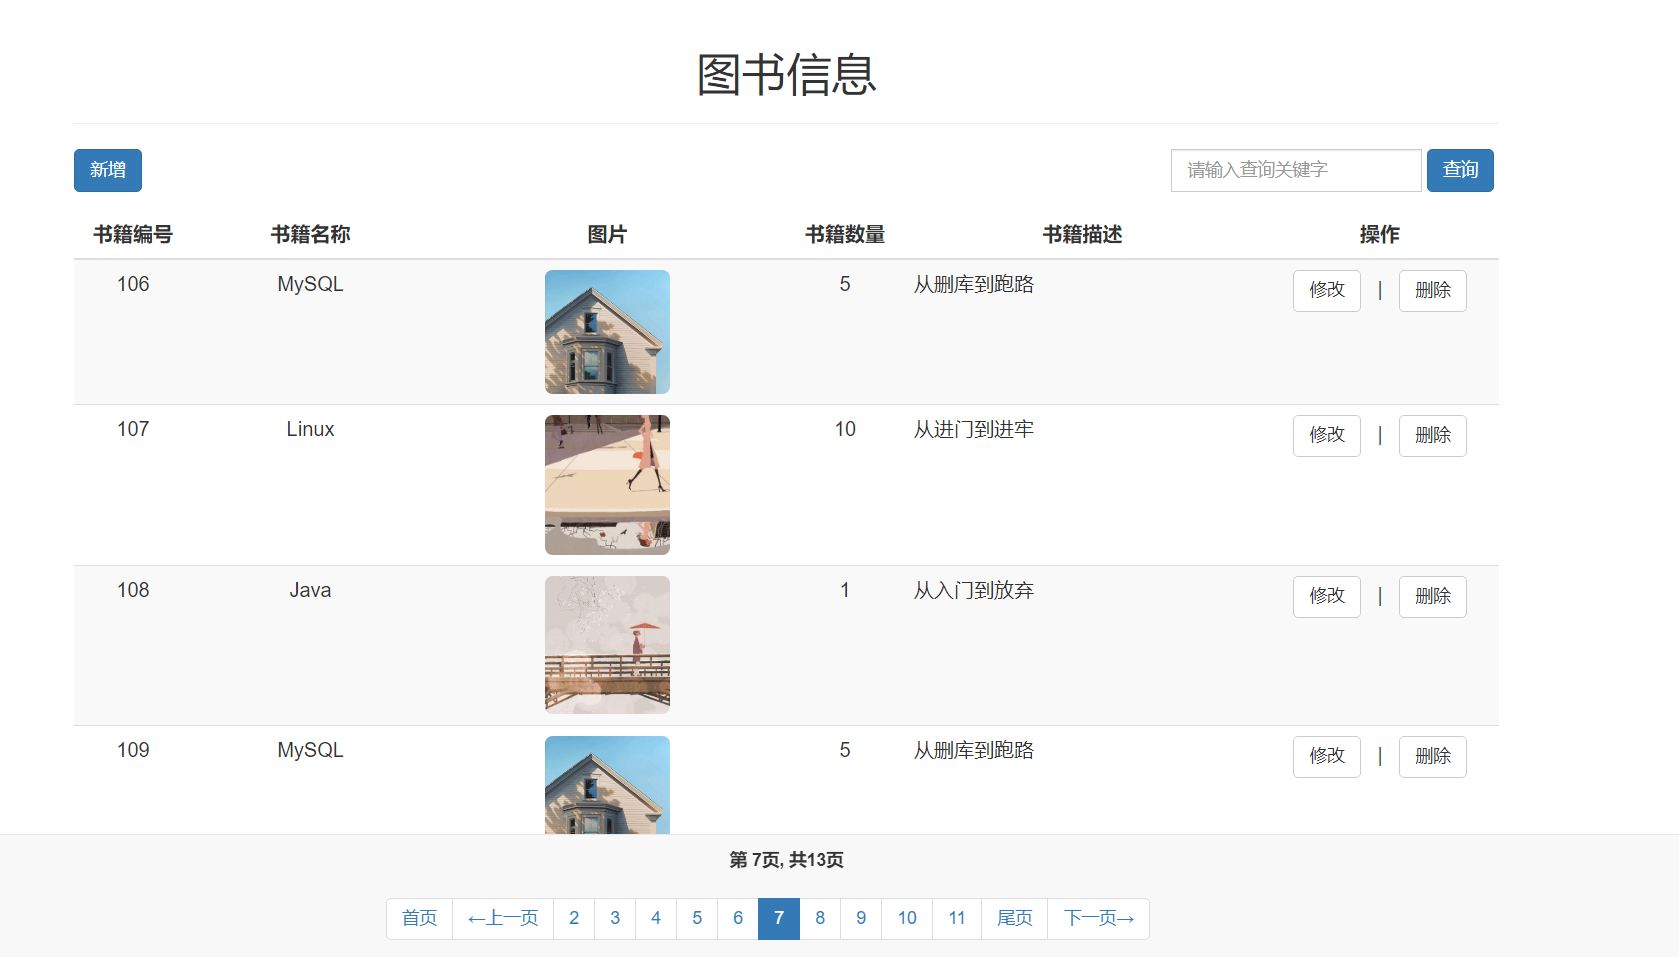 图书信息
新增 请输入查询关键字 查询
书籍编号 书籍名称 图片 书籍数量 书籍描述 操作
106 MySQL 5 从删库到跑路 修改 | 删除
107 Linux 10 从进门到进牢 修改 | 删除
108 Java 1 从入门到放弃 修改 | 删除
109 MySQL 5 从删库到跑路 修改 | 删除
第 7页, 共13页
首页 ←上一页 2 3 4 5 6 7 8 9 10 11 尾页 下一页→